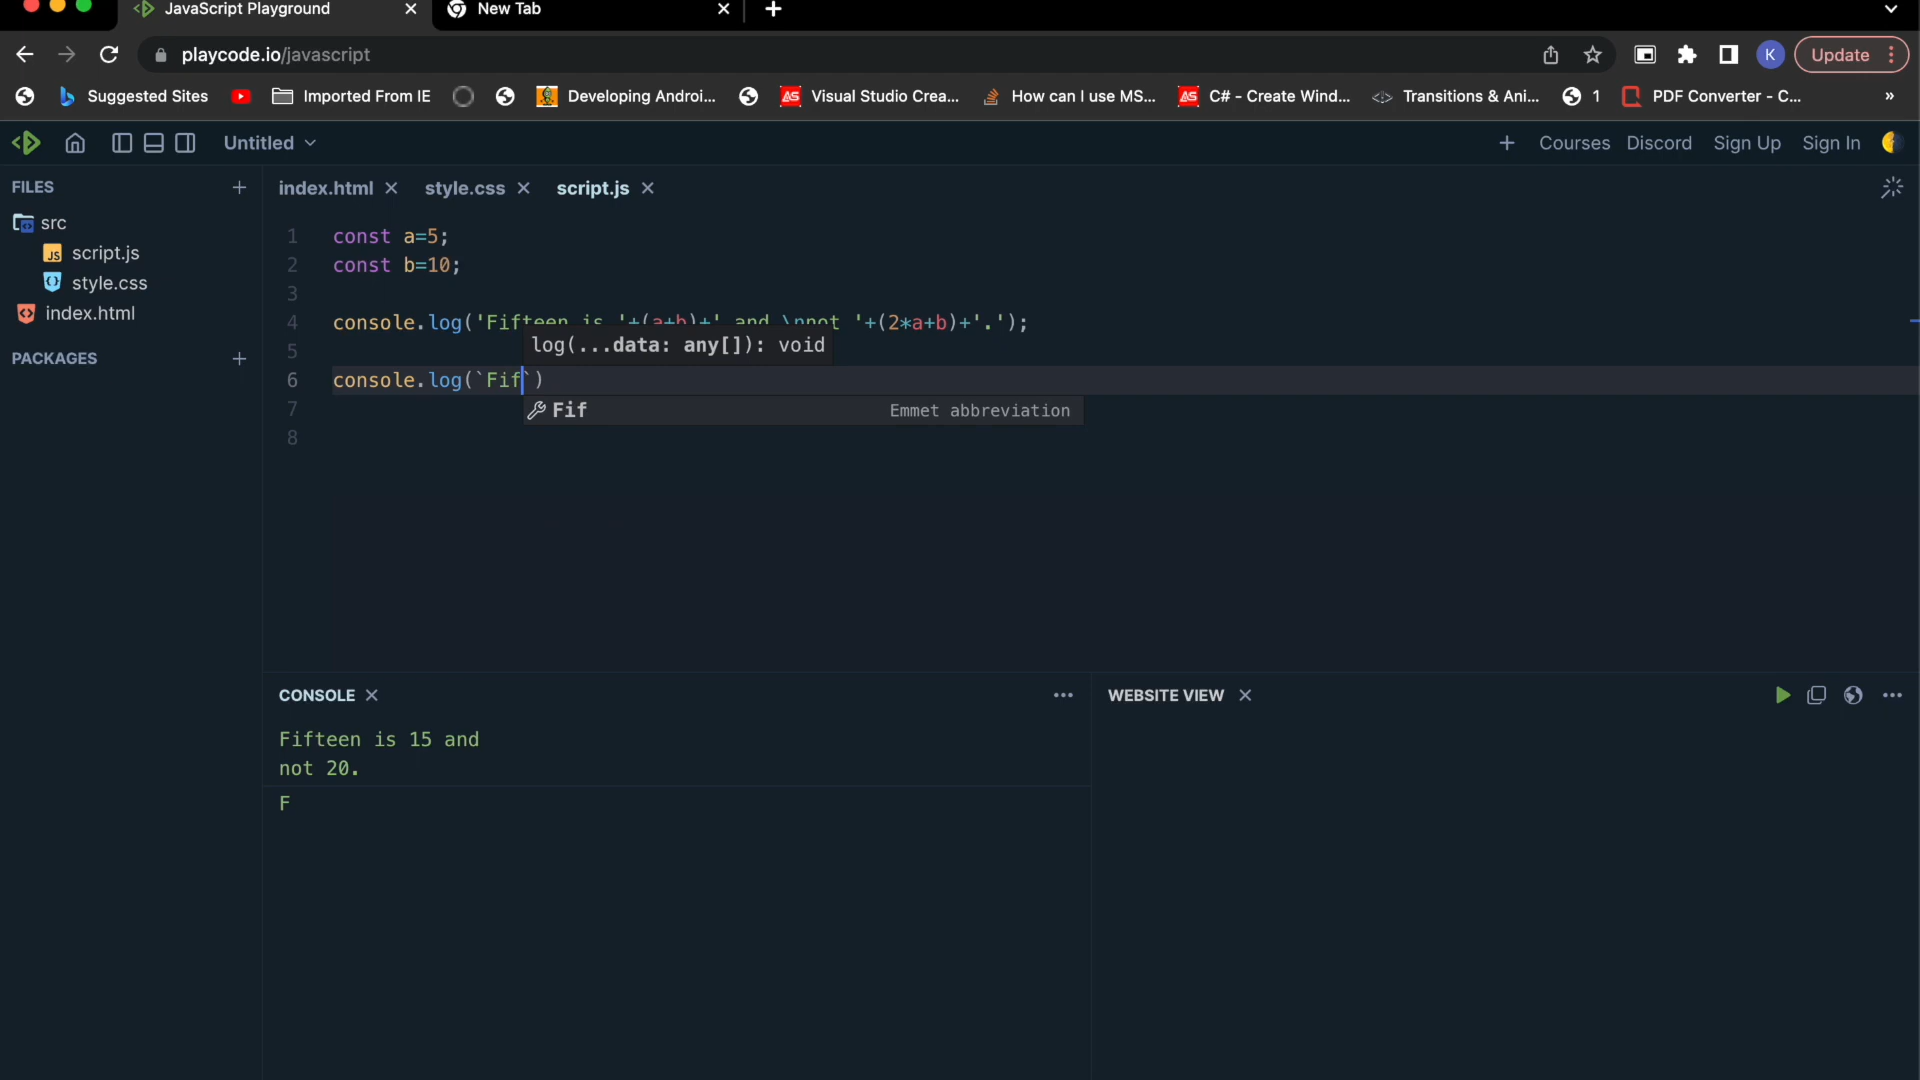 JavaScript Playground
New Tab
playcode.io/javascript
K
Update
Suggested Sites
Imported From IE
Developing Androi...
Visual Studio Crea...
How can I use MS...
C# - Create Wind...
Transitions & Ani...
1
PDF Converter - C...
»
Untitled
Courses
Discord
Sign Up
Sign In
FILES
index.html
style.css
script.js
src
script.js
style.css
index.html
PACKAGES
1 const a=5;
2 const b=10;
3
4 console.log('Fifteen is '+(a+b)+' and \nnot '+(2*a+b)+'.');
log(...data: any[]): void
5
6 console.log(`Fif`)
Fif Emmet abbreviation
7
8
CONSOLE
Fifteen is 15 and
not 20.
F
WEBSITE VIEW